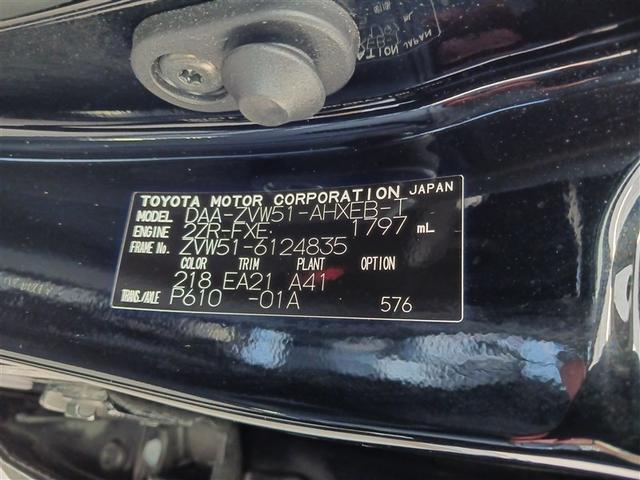 TOYOTA MOTOR CORPORATION JAPAN
MODEL DAA-ZVW51-AHXEB-T
ENGINE 2ZR-FXE 1797 mL
FRAME No. ZVW51-6124835
COLOR TRIM PLANT OPTION
218 EA21 A41
TRANS./AXLE P610 -01A 576